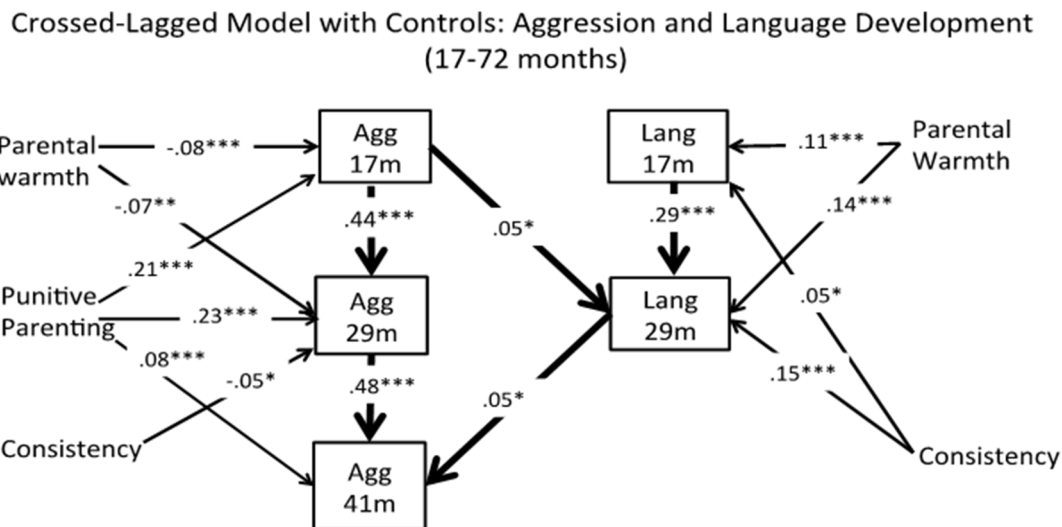 Crossed-Lagged Model with Controls: Aggression and Language Development
(17-72 months)
Parental
warmth
-.08***
Agg
17m
Lang
17m
.11***
Parental
Warmth
-.07**
.44***
.05*
.29***
.14***
.21***
Punitive
Parenting
.23***
Agg
29m
Lang
29m
.05*
.08***
-.05*
.48***
.05*
.15***
Consistency
Agg
41m
Consistency